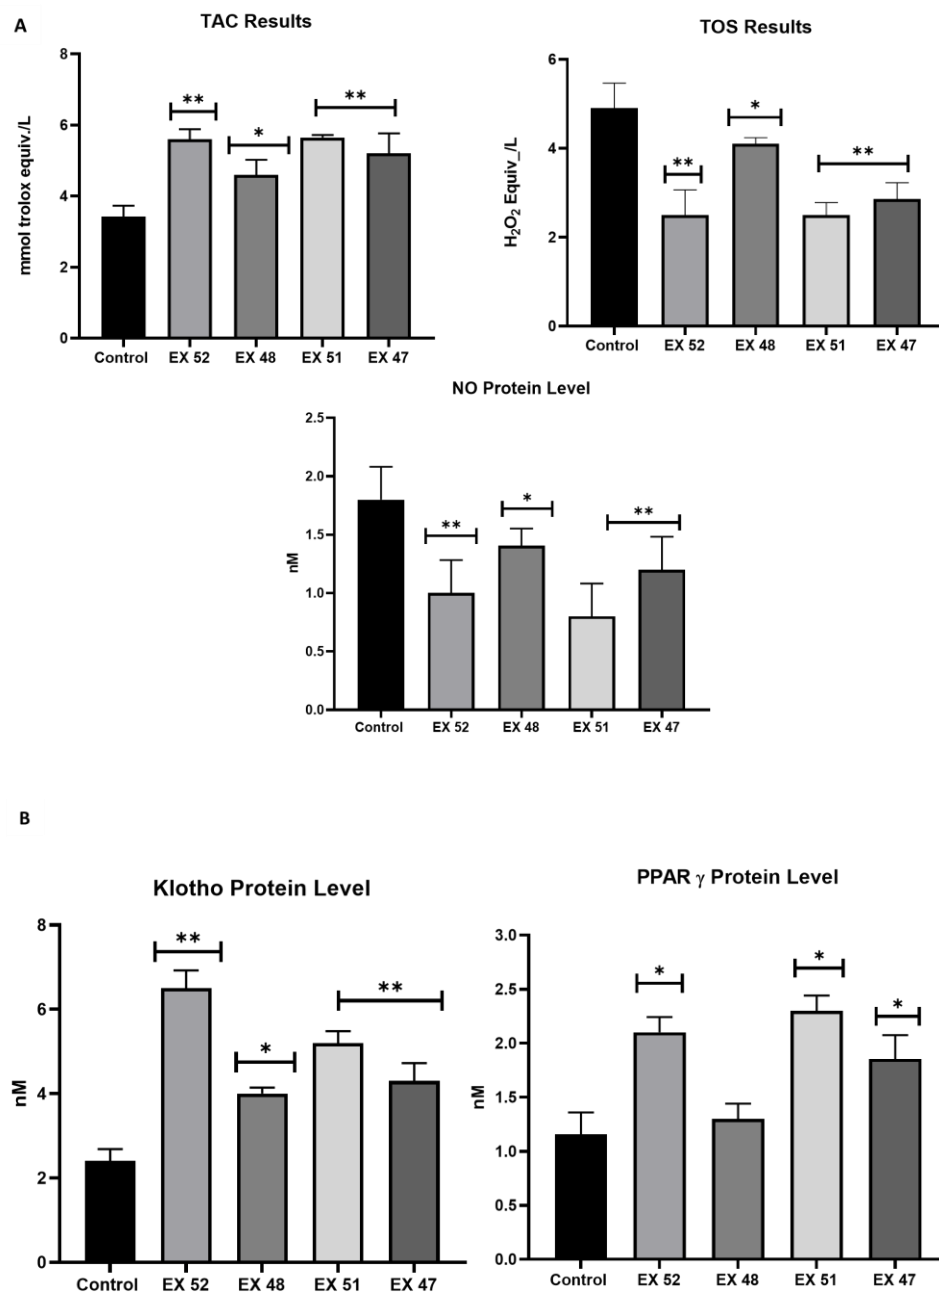 A
TAC Results
mmol trolox equiv./L
8
6
4
2
0
**
*
**
Control EX 52 EX 48 EX 51 EX 47
TOS Results
H₂O₂ Equiv_/L
6
4
2
0
**
*
**
Control EX 52 EX 48 EX 51 EX 47
NO Protein Level
nM
2.5
2.0
1.5
1.0
0.5
0.0
**
*
**
Control EX 52 EX 48 EX 51 EX 47
B
Klotho Protein Level
nM
8
6
4
2
0
**
*
**
Control EX 52 EX 48 EX 51 EX 47
PPAR γ Protein Level
nM
3.0
2.5
2.0
1.5
1.0
0.5
0.0
*
*
*
Control EX 52 EX 48 EX 51 EX 47